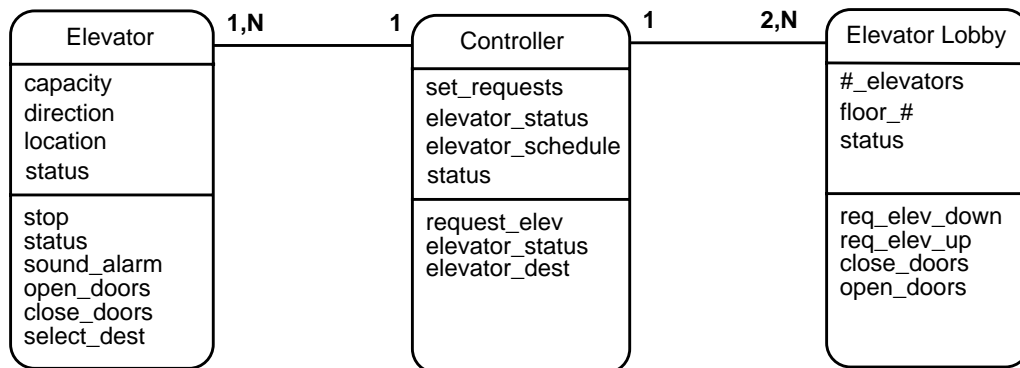 Elevator
capacity
direction
location
status
stop
status
sound_alarm
open_doors
close_doors
select_dest
1,N
1
Controller
set_requests
elevator_status
elevator_schedule
status
request_elev
elevator_status
elevator_dest
1
2,N
Elevator Lobby
#_elevators
floor_#
status
req_elev_down
req_elev_up
close_doors
open_doors